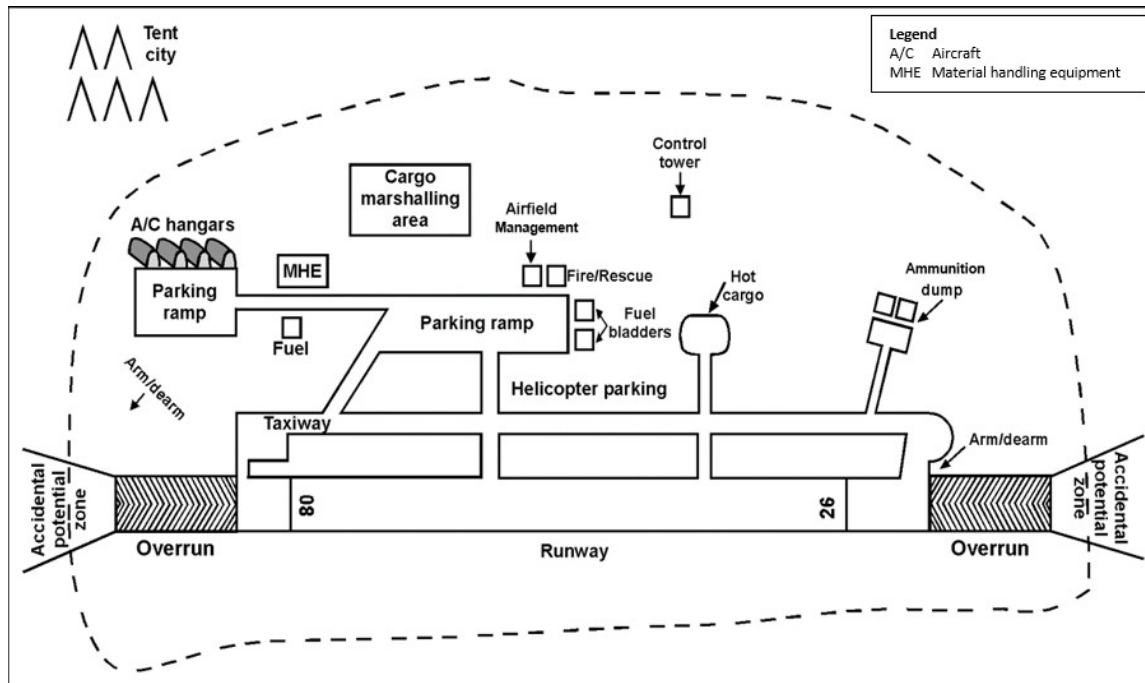 Tent
city
Legend
A/C Aircraft
MHE Material handling equipment
Control
tower
Cargo
marshalling
area
Airfield
Management
A/C hangars
MHE
Fire/Rescue
Hot
cargo
Ammunition
dump
Parking
ramp
Parking ramp
Fuel
bladders
Fuel
Arm/dearm
Helicopter parking
Taxiway
Arm/dearm
Accidental
potential
zone
80
26
Accidental
potential
zone
Overrun
Runway
Overrun